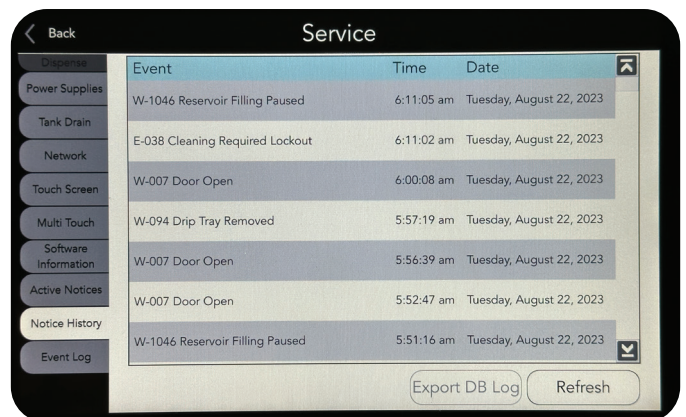 Back
Service
Dispense
Power Supplies
Tank Drain
Network
Touch Screen
Multi Touch
Software
Information
Active Notices
Notice History
Event Log
Event Time Date
W-1046 Reservoir Filling Paused 6:11:05 am Tuesday, August 22, 2023
E-038 Cleaning Required Lockout 6:11:02 am Tuesday, August 22, 2023
W-007 Door Open 6:00:08 am Tuesday, August 22, 2023
W-094 Drip Tray Removed 5:57:19 am Tuesday, August 22, 2023
W-007 Door Open 5:56:39 am Tuesday, August 22, 2023
W-007 Door Open 5:52:47 am Tuesday, August 22, 2023
W-1046 Reservoir Filling Paused 5:51:16 am Tuesday, August 22, 2023
Export DB Log Refresh